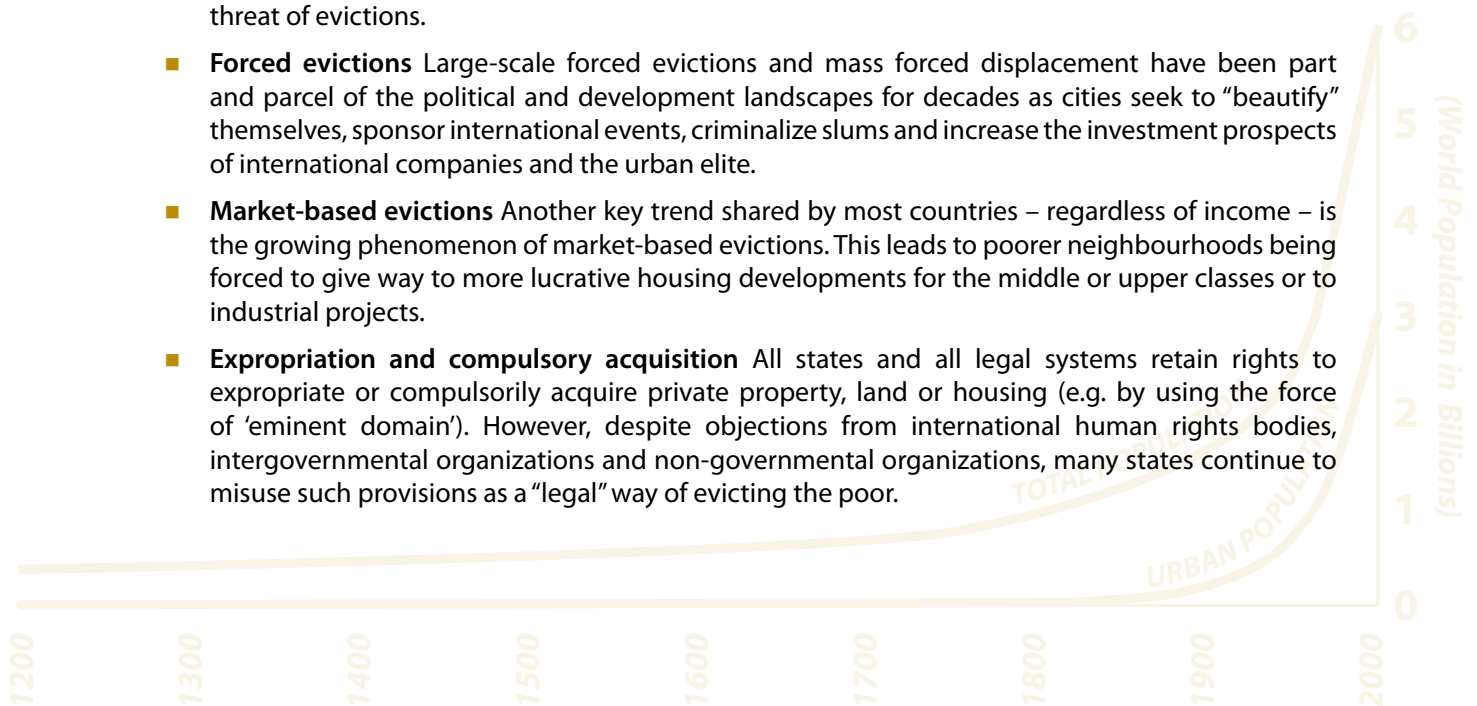 threat of evictions.
■ Forced evictions Large-scale forced evictions and mass forced displacement have been part
and parcel of the political and development landscapes for decades as cities seek to “beautify”
themselves, sponsor international events, criminalize slums and increase the investment prospects
of international companies and the urban elite.
■ Market-based evictions Another key trend shared by most countries – regardless of income – is
the growing phenomenon of market-based evictions. This leads to poorer neighbourhoods being
forced to give way to more lucrative housing developments for the middle or upper classes or to
industrial projects.
■ Expropriation and compulsory acquisition All states and all legal systems retain rights to
expropriate or compulsorily acquire private property, land or housing (e.g. by using the force
of ‘eminent domain’). However, despite objections from international human rights bodies,
intergovernmental organizations and non-governmental organizations, many states continue to
misuse such provisions as a “legal” way of evicting the poor.
6
5
4
3
2
1
0
(World Population in Billions)
TOTAL POPULATIO
URBAN POPULATION
1200
1300
1400
1500
1600
1700
1800
1900
2000